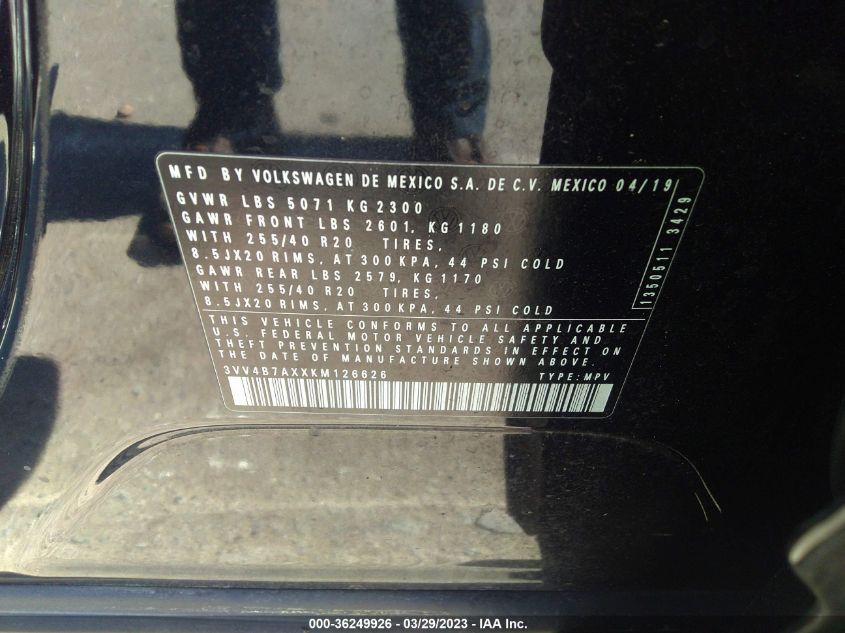 MFD BY VOLKSWAGEN DE MEXICO S.A. DE C.V. MEXICO 04/19
GVWR LBS 5071 KG 2300
GAWR FRONT LBS 2601, KG 1180
WITH 255/40 R20 TIRES,
8.5JX20 RIMS, AT 300 KPA, 44 PSI COLD
GAWR REAR LBS 2579, KG 1170
WITH 255/40 R20 TIRES,
8.5JX20 RIMS, AT 300 KPA, 44 PSI COLD
THIS VEHICLE CONFORMS TO ALL APPLICABLE
U.S. FEDERAL MOTOR VEHICLE SAFETY AND
THEFT PREVENTION STANDARDS IN EFFECT ON
THE DATE OF MANUFACTURE SHOWN ABOVE.
3VV4B7AXXKM126626 TYPE: MPV
1350511 3429
000-36249926 - 03/29/2023 - IAA Inc.